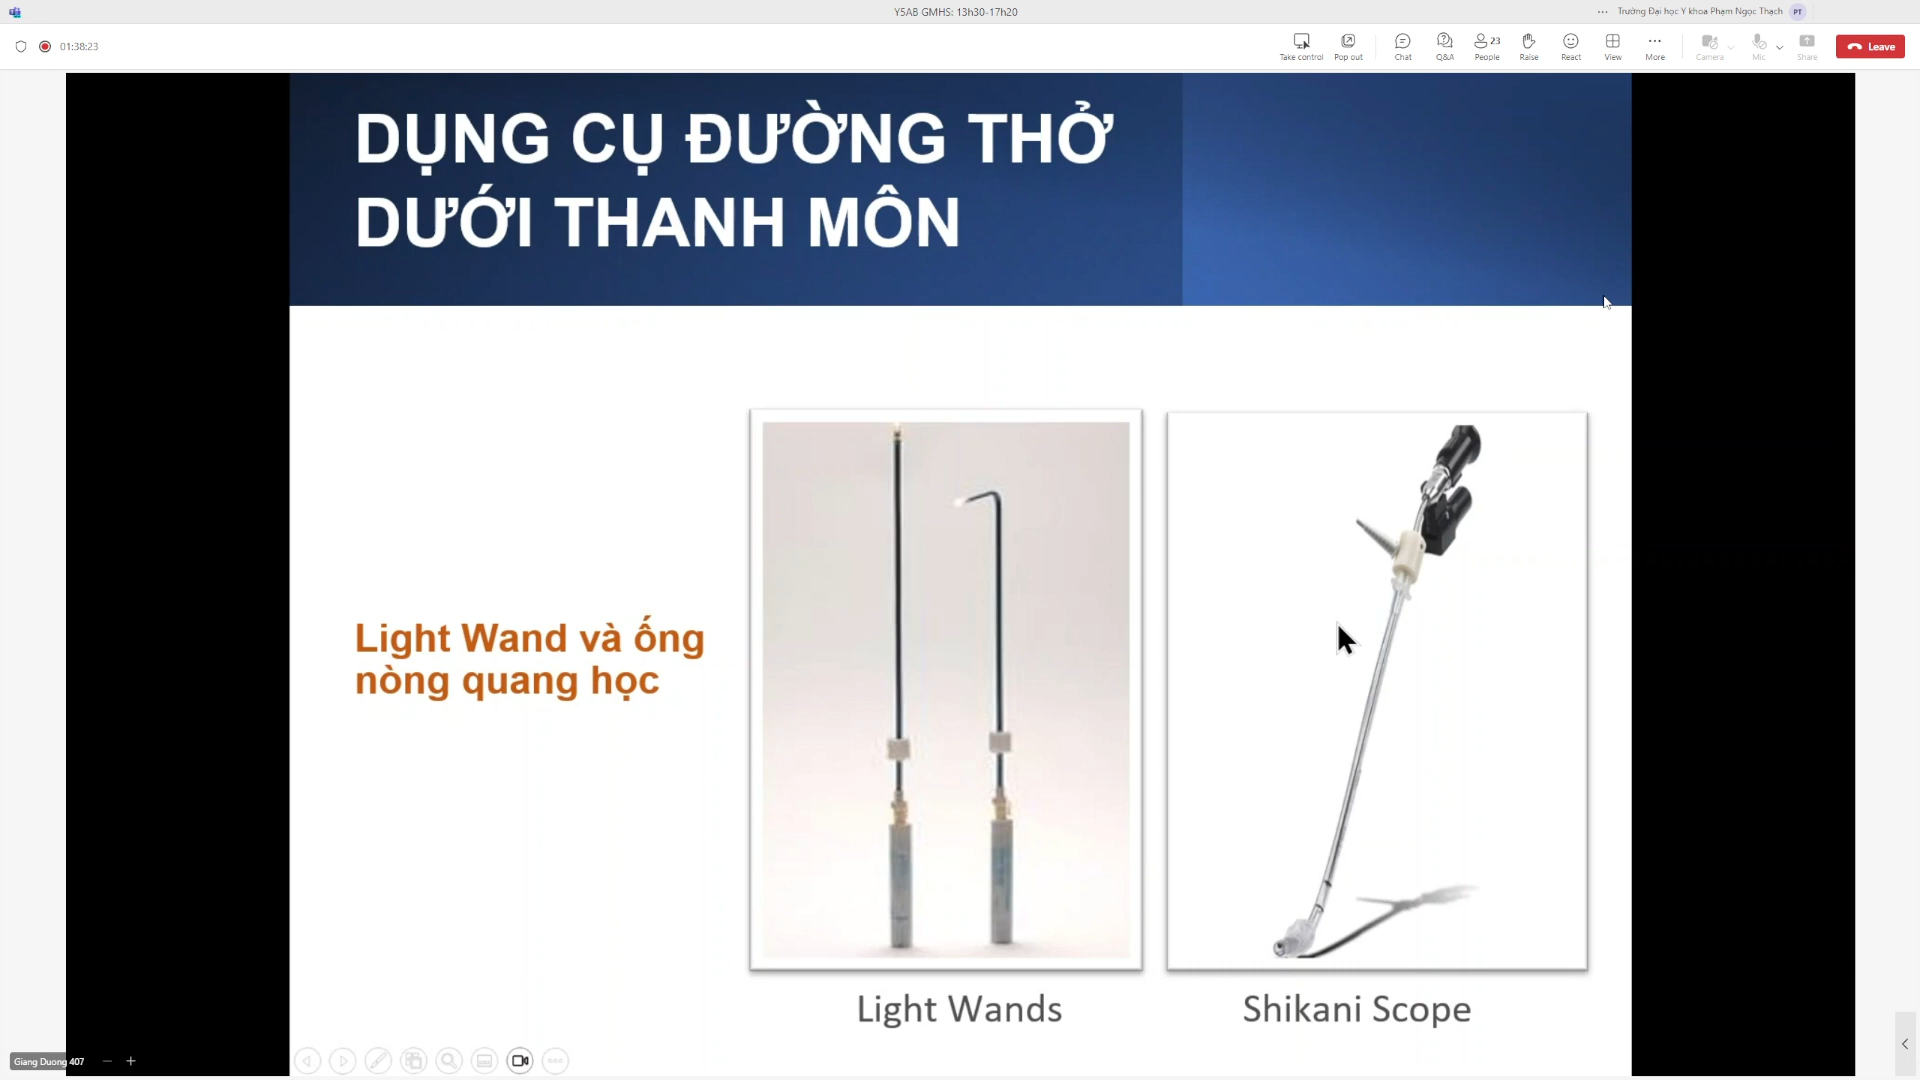 Y5AB GMHS: 13h30-17h20
Trường Đại học Y khoa Phạm Ngọc Thạch
PT
01:38:23
Take control
Pop out
Chat
Q&A
23
People
Raise
React
View
More
Camera
Mic
Share
Leave
DỤNG CỤ ĐƯỜNG THỞ
DƯỚI THANH MÔN
Light Wand và ống
nòng quang học
Light Wands
Shikani Scope
Giang Duong 407